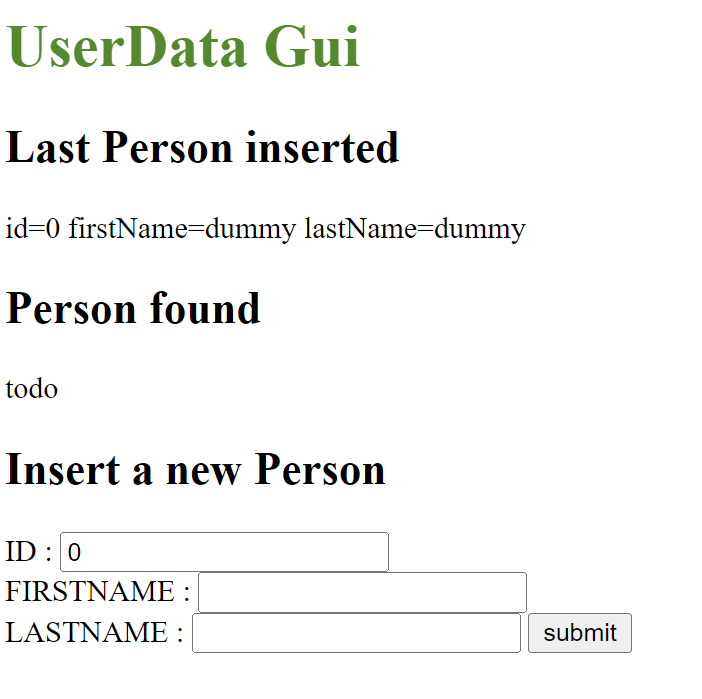 UserData Gui
Last Person inserted
id=0 firstName=dummy lastName=dummy
Person found
todo
Insert a new Person
ID : 0
FIRSTNAME :
LASTNAME : submit